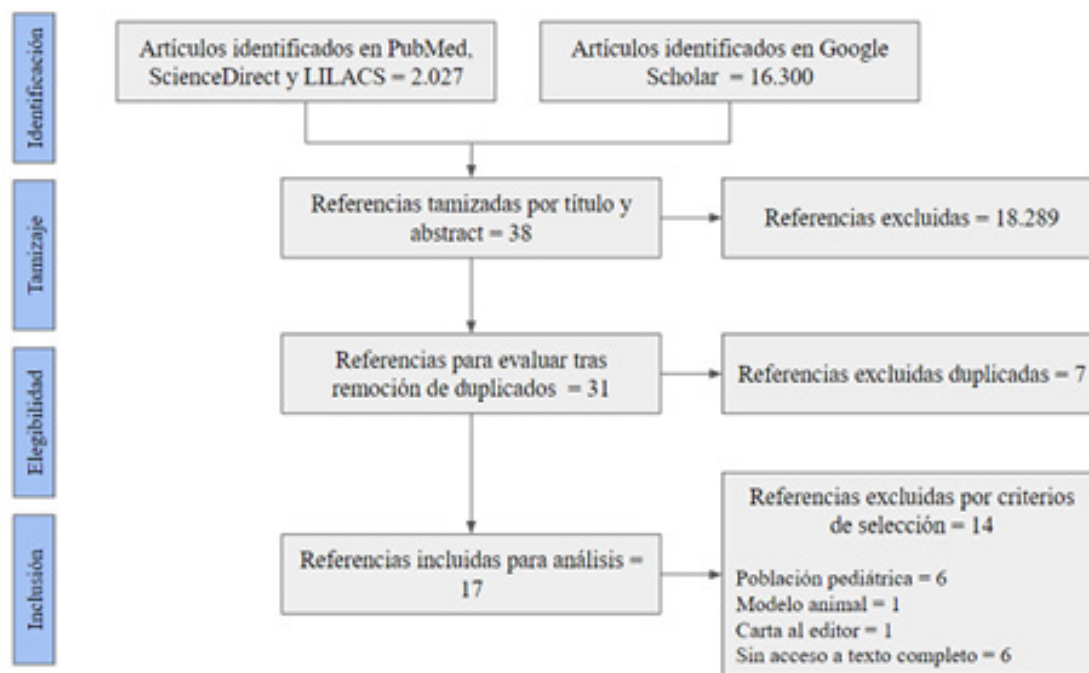 Identificación
Artículos identificados en PubMed,
ScienceDirect y LILACS = 2.027
Artículos identificados en Google
Scholar = 16.300
Tamizaje
Referencias tamizadas por título y
abstract = 38
Referencias excluidas = 18.289
Elegibilidad
Referencias para evaluar tras
remoción de duplicados = 31
Referencias excluidas duplicadas = 7
Inclusión
Referencias incluidas para análisis =
17
Referencias excluidas por criterios
de selección = 14
Población pediátrica = 6
Modelo animal = 1
Carta al editor = 1
Sin acceso a texto completo = 6